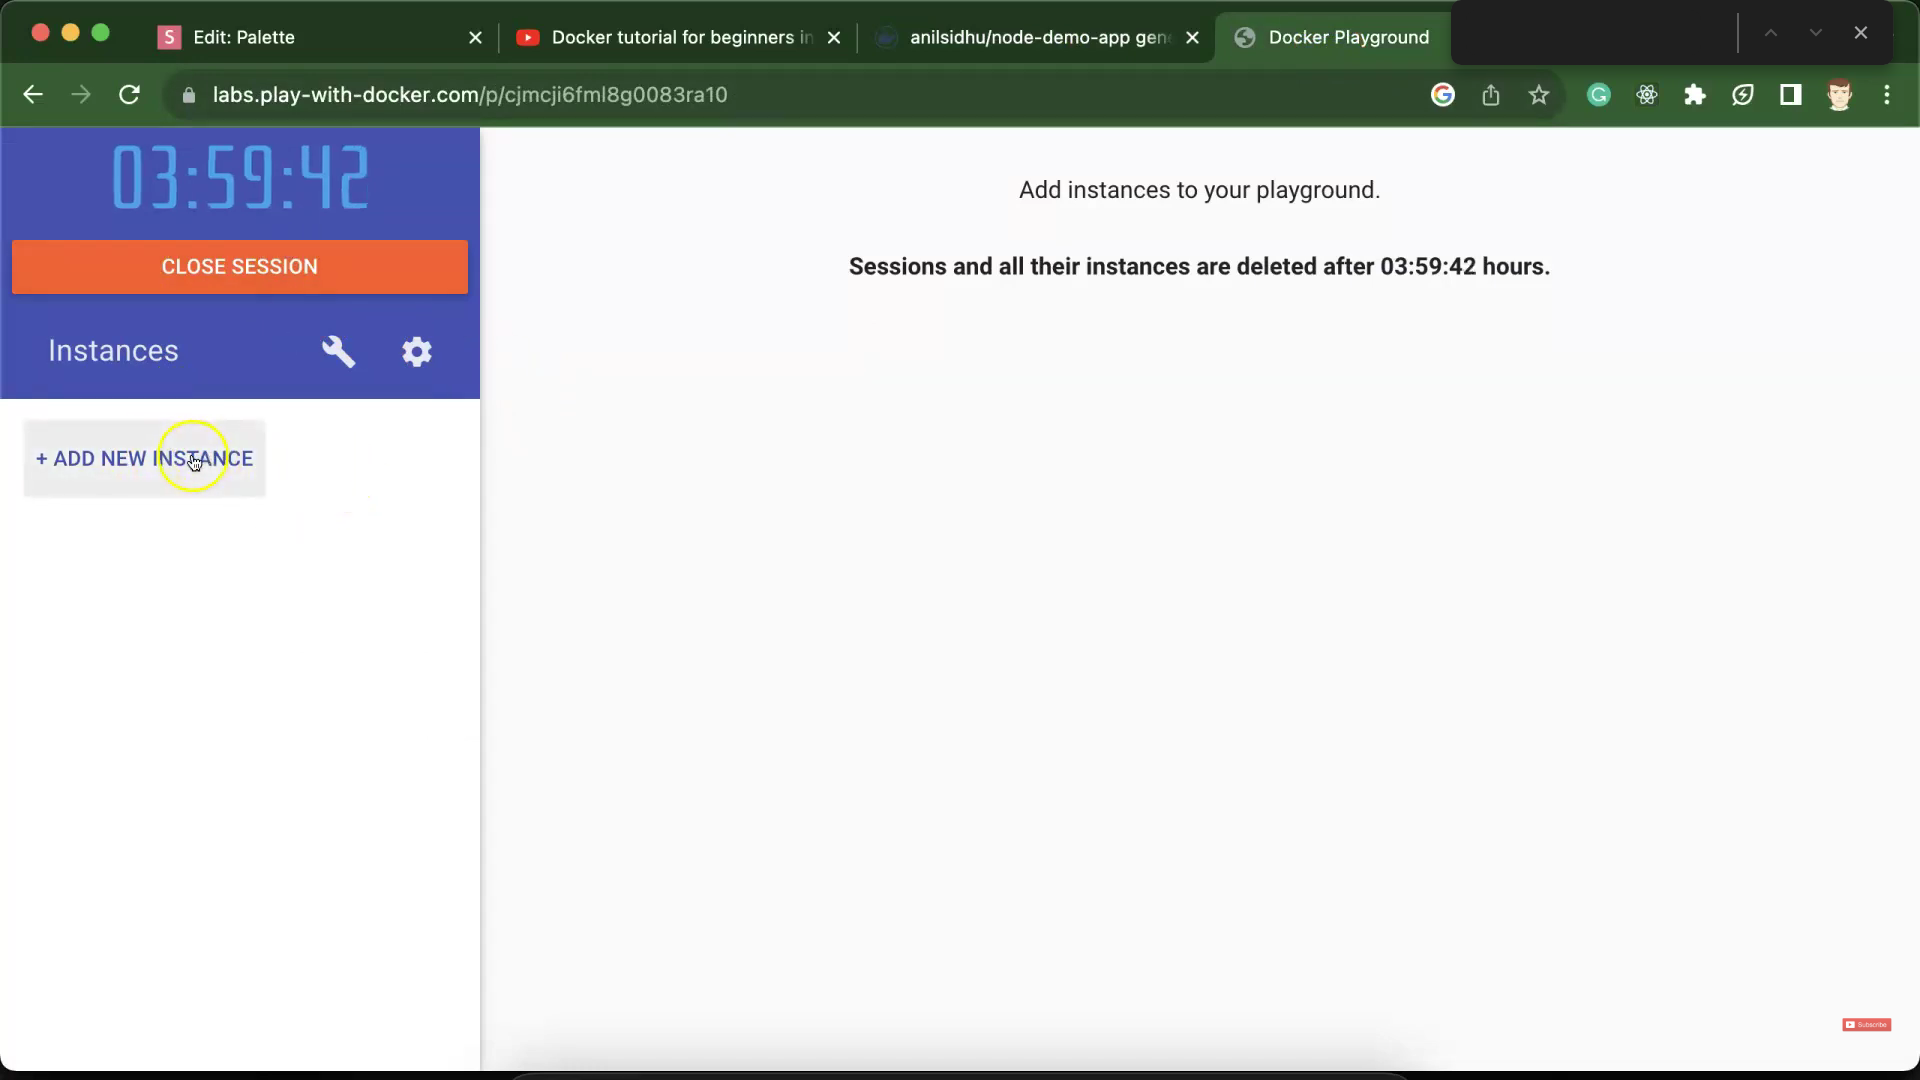 S Edit: Palette
Docker tutorial for beginners in
anilsidhu/node-demo-app gene
Docker Playground
labs.play-with-docker.com/p/cjmcji6fml8g0083ra10
03:59:42
CLOSE SESSION
Instances
+ ADD NEW INSTANCE
Add instances to your playground.
Sessions and all their instances are deleted after 03:59:42 hours.
Subscribe